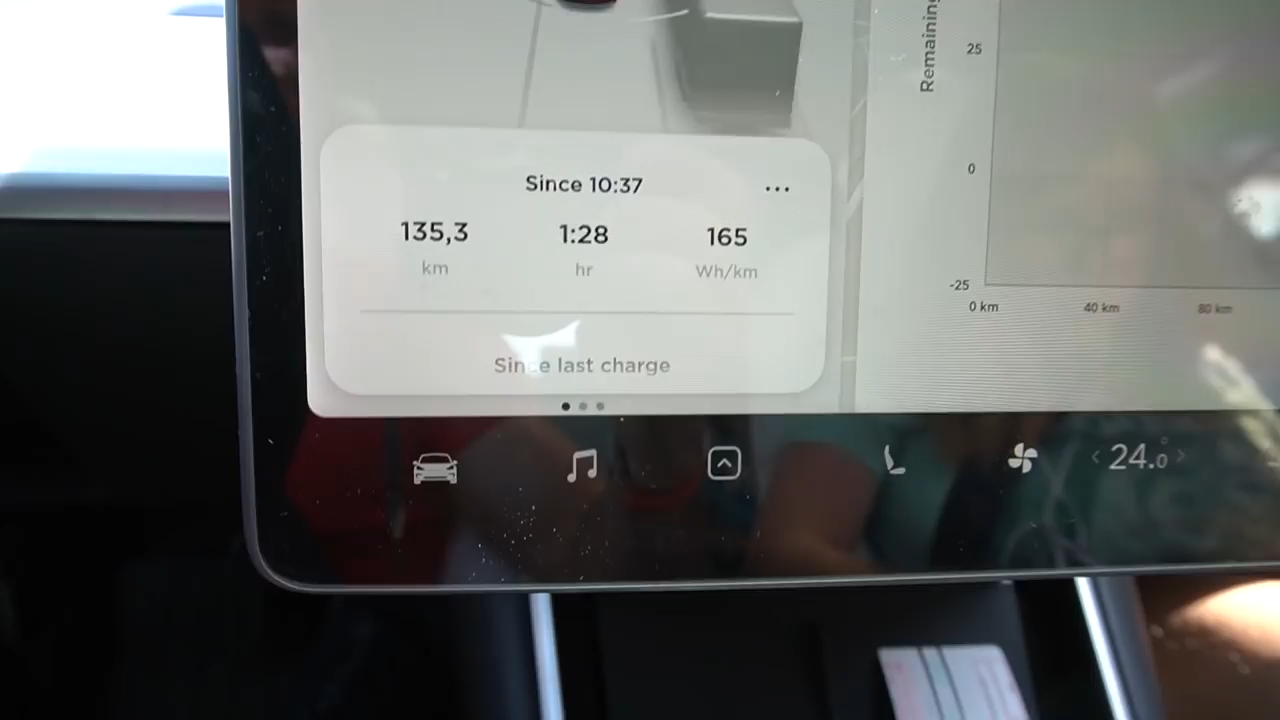 Since 10:37
...
135,3 1:28 165
km hr Wh/km
Since last charge
Remaining
25
0
-25
0 km 40 km 80 km
< 24.0° >